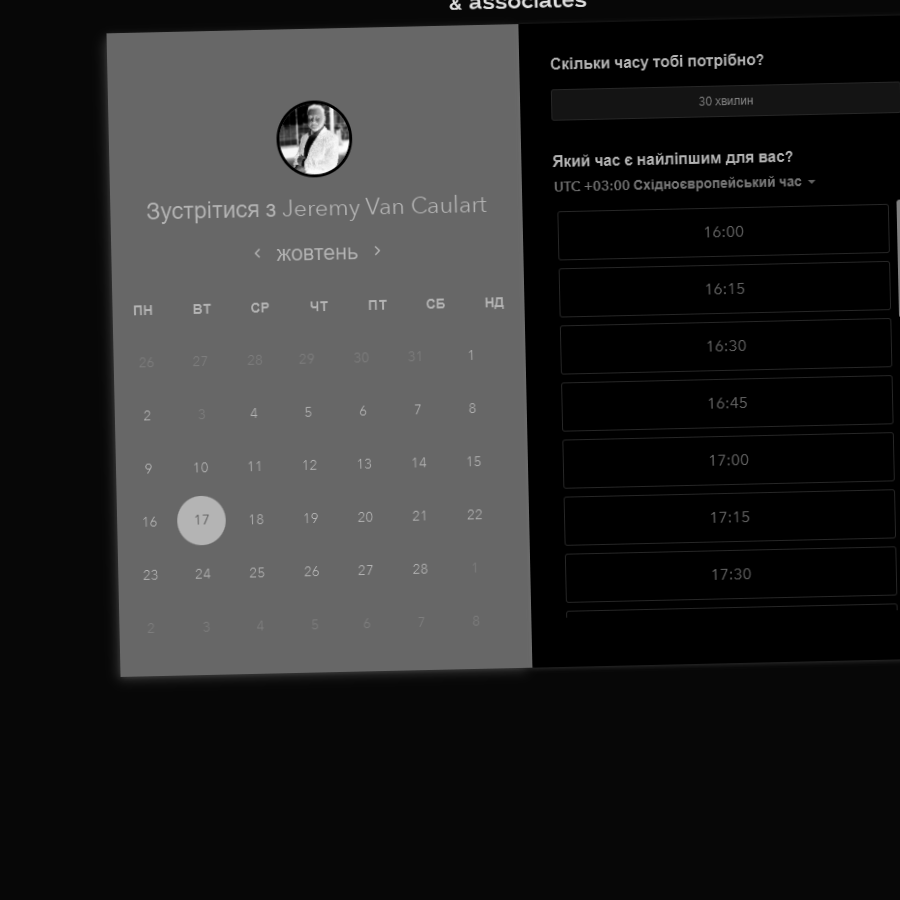 & associates
Зустрітися з Jeremy Van Caulart
жовтень
ПН ВТ СР ЧТ ПТ СБ НД
26 27 28 29 30 31 1
2 3 4 5 6 7 8
9 10 11 12 13 14 15
16 17 18 19 20 21 22
23 24 25 26 27 28 1
2 3 4 5 6 7 8
Скільки часу тобі потрібно?
30 хвилин
Який час є найліпшим для вас?
UTC +03:00 Східноєвропейський час
16:00
16:15
16:30
16:45
17:00
17:15
17:30